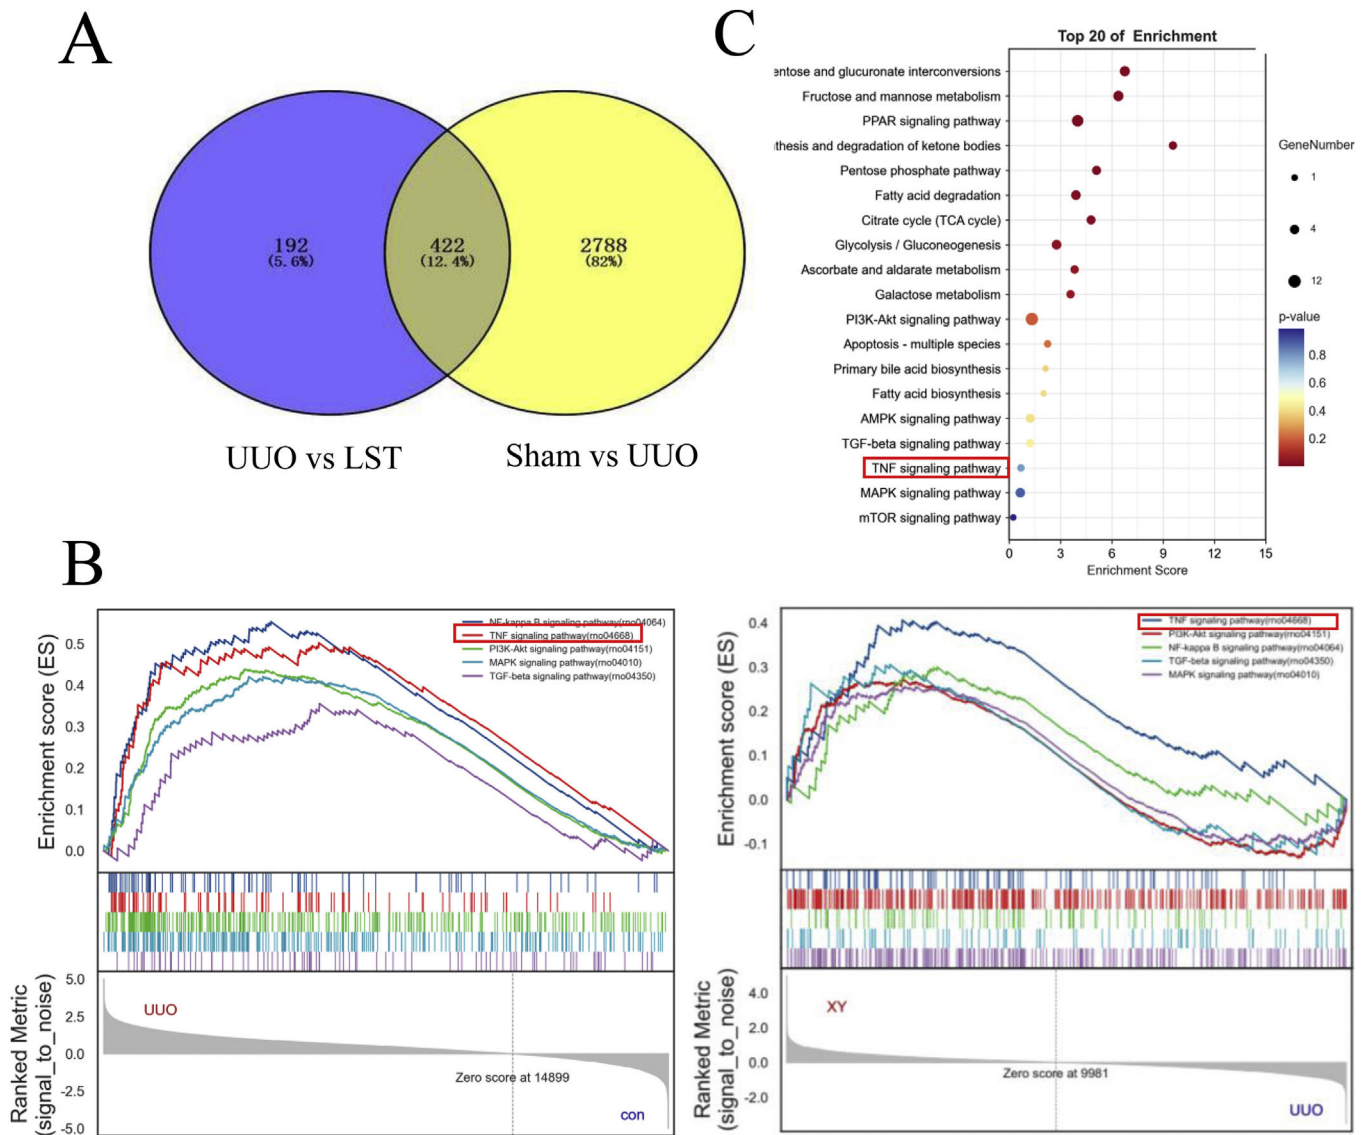 A
192
(5.6%)
422
(12.4%)
2788
(82%)
UUO vs LST
Sham vs UUO
C
Top 20 of Enrichment
entose and glucuronate interconversions
Fructose and mannose metabolism
PPAR signaling pathway
thesis and degradation of ketone bodies
Pentose phosphate pathway
Fatty acid degradation
Citrate cycle (TCA cycle)
Glycolysis / Gluconeogenesis
Ascorbate and aldarate metabolism
Galactose metabolism
PI3K-Akt signaling pathway
Apoptosis - multiple species
Primary bile acid biosynthesis
Fatty acid biosynthesis
AMPK signaling pathway
TGF-beta signaling pathway
TNF signaling pathway
MAPK signaling pathway
mTOR signaling pathway
0 3 6 9 12 15
Enrichment Score
GeneNumber
1
4
12
p-value
0.8
0.6
0.4
0.2
B
Enrichment score (ES)
0.5
0.4
0.3
0.2
0.1
0.0
NF-kappa B signaling pathway(rno04064)
TNF signaling pathway(rno04668)
PI3K-Akt signaling pathway(rno04151)
MAPK signaling pathway(rno04010)
TGF-beta signaling pathway(rno04350)
Ranked Metric
(signal_to_noise)
5.0
2.5
0.0
-2.5
-5.0
UUO
Zero score at 14899
con
Enrichment score (ES)
0.4
0.3
0.2
0.1
0.0
-0.1
TNF signaling pathway(rno04668)
PI3K-Akt signaling pathway(rno04151)
NF-kappa B signaling pathway(rno04064)
TGF-beta signaling pathway(rno04350)
MAPK signaling pathway(rno04010)
Ranked Metric
(signal_to_noise)
4.0
2.0
0.0
-2.0
XY
Zero score at 9981
UUO